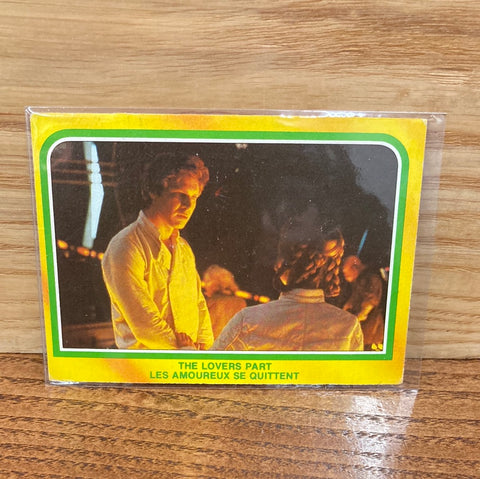 THE LOVERS PART
LES AMOUREUX SE QUITTENT